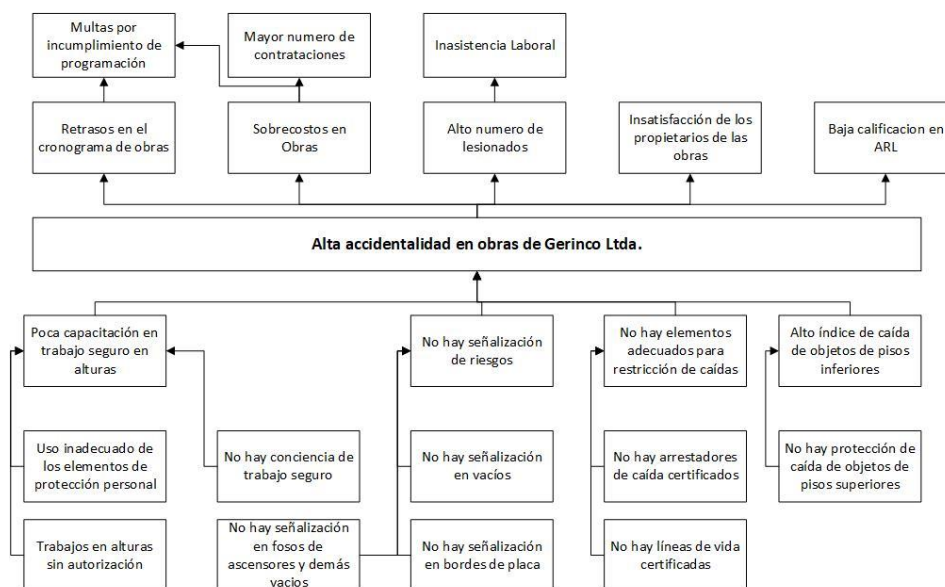 Multas por
incumplimiento de
programación
Mayor numero de
contrataciones
Inasistencia Laboral
Retrasos en el
cronograma de obras
Sobrecostos en
Obras
Alto numero de
lesionados
Insatisfacción de los
propietarios de las
obras
Baja calificacion en
ARL
Alta accidentalidad en obras de Gerinco Ltda.
Poca capacitación en
trabajo seguro en
alturas
No hay señalización
de riesgos
No hay elementos
adecuados para
restricción de caídas
Alto índice de caída
de objetos de pisos
inferiores
Uso inadecuado de
los elementos de
protección personal
No hay conciencia de
trabajo seguro
No hay señalización
en vacíos
No hay arrestadores
de caída certificados
No hay protección de
caída de objetos de
pisos superiores
Trabajos en alturas
sin autorización
No hay señalización
en fosos de
ascensores y demás
vacios
No hay señalización
en bordes de placa
No hay líneas de vida
certificadas